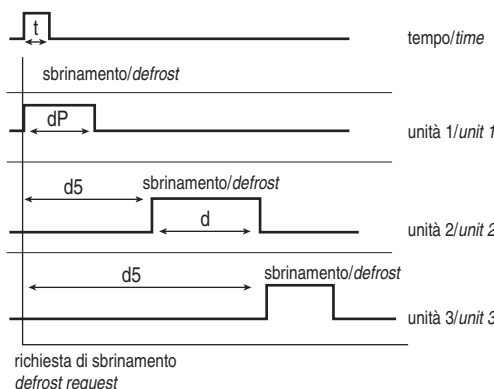 t
tempo/time
sbrinamento/defrost
dP
unità 1/unit 1
d5
sbrinamento/defrost
d
unità 2/unit 2
d5
sbrinamento/defrost
unità 3/unit 3
richiesta di sbrinamento
defrost request